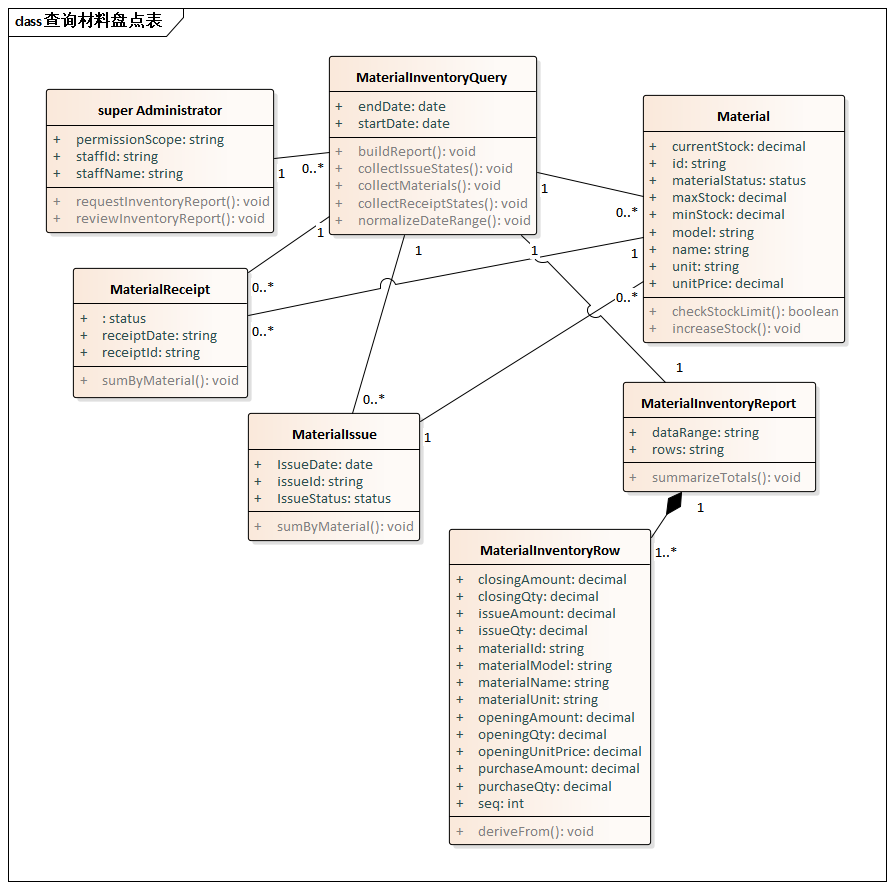 class 查询材料盘点表
MaterialInventoryQuery
+ endDate: date
+ startDate: date
+ buildReport(): void
+ collectIssueStates(): void
+ collectMaterials(): void
+ collectReceiptStates(): void
+ normalizeDateRange(): void
super Administrator
+ permissionScope: string
+ staffId: string
+ staffName: string
+ requestInventoryReport(): void
+ reviewInventoryReport(): void
Material
+ currentStock: decimal
+ id: string
+ materialStatus: status
+ maxStock: decimal
+ minStock: decimal
+ model: string
+ name: string
+ unit: string
+ unitPrice: decimal
+ checkStockLimit(): boolean
+ increaseStock(): void
1
0..*
1
0..*
1
0..*
1
0..*
1
0..*
1
0..*
1
1
1
MaterialReceipt
+ : status
+ receiptDate: string
+ receiptId: string
+ sumByMaterial(): void
MaterialIssue
+ IssueDate: date
+ issueId: string
+ IssueStatus: status
+ sumByMaterial(): void
MaterialInventoryReport
+ dataRange: string
+ rows: string
+ summarizeTotals(): void
1
1..*
MaterialInventoryRow
+ closingAmount: decimal
+ closingQty: decimal
+ issueAmount: decimal
+ issueQty: decimal
+ materialId: string
+ materialModel: string
+ materialName: string
+ materialUnit: string
+ openingAmount: decimal
+ openingQty: decimal
+ openingUnitPrice: decimal
+ purchaseAmount: decimal
+ purchaseQty: decimal
+ seq: int
+ deriveFrom(): void